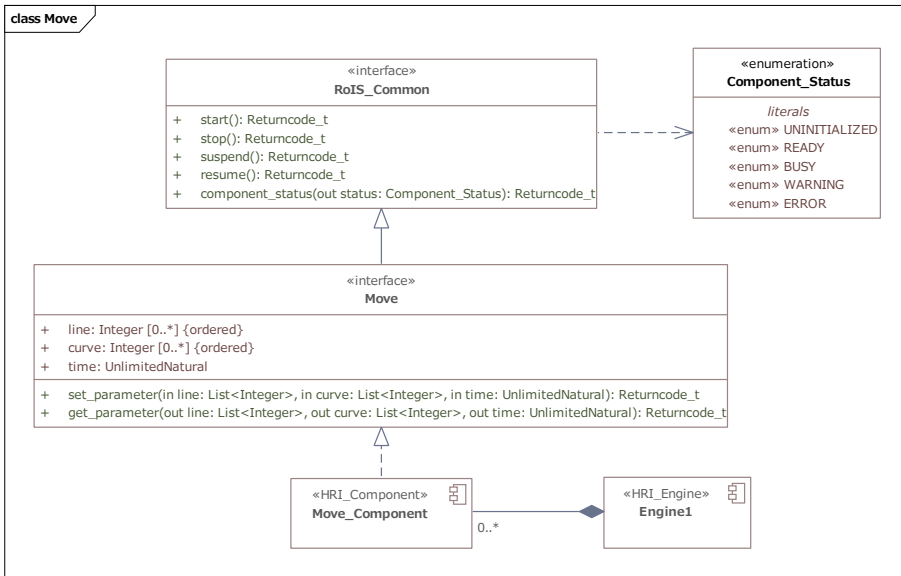 class Move
«interface»
RoIS_Common
+ start(): Returncode_t
+ stop(): Returncode_t
+ suspend(): Returncode_t
+ resume(): Returncode_t
+ component_status(out status: Component_Status): Returncode_t
«enumeration»
Component_Status
literals
«enum» UNINITIALIZED
«enum» READY
«enum» BUSY
«enum» WARNING
«enum» ERROR
«interface»
Move
+ line: Integer [0..*] {ordered}
+ curve: Integer [0..*] {ordered}
+ time: UnlimitedNatural
+ set_parameter(in line: List<Integer>, in curve: List<Integer>, in time: UnlimitedNatural): Returncode_t
+ get_parameter(out line: List<Integer>, out curve: List<Integer>, out time: UnlimitedNatural): Returncode_t
«HRI_Component»
Move_Component
0..*
«HRI_Engine»
Engine1